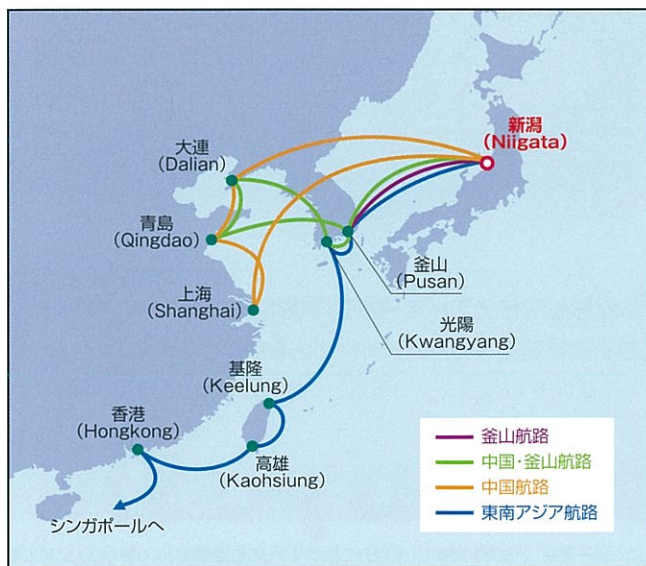 新潟
(Niigata)
大連
(Dalian)
青島
(Qingdao)
釜山
(Pusan)
上海
(Shanghai)
光陽
(Kwangyang)
基隆
(Keelung)
香港
(Hongkong)
高雄
(Kaohsiung)
シンガポールへ
釜山航路
中国・釜山航路
中国航路
東南アジア航路